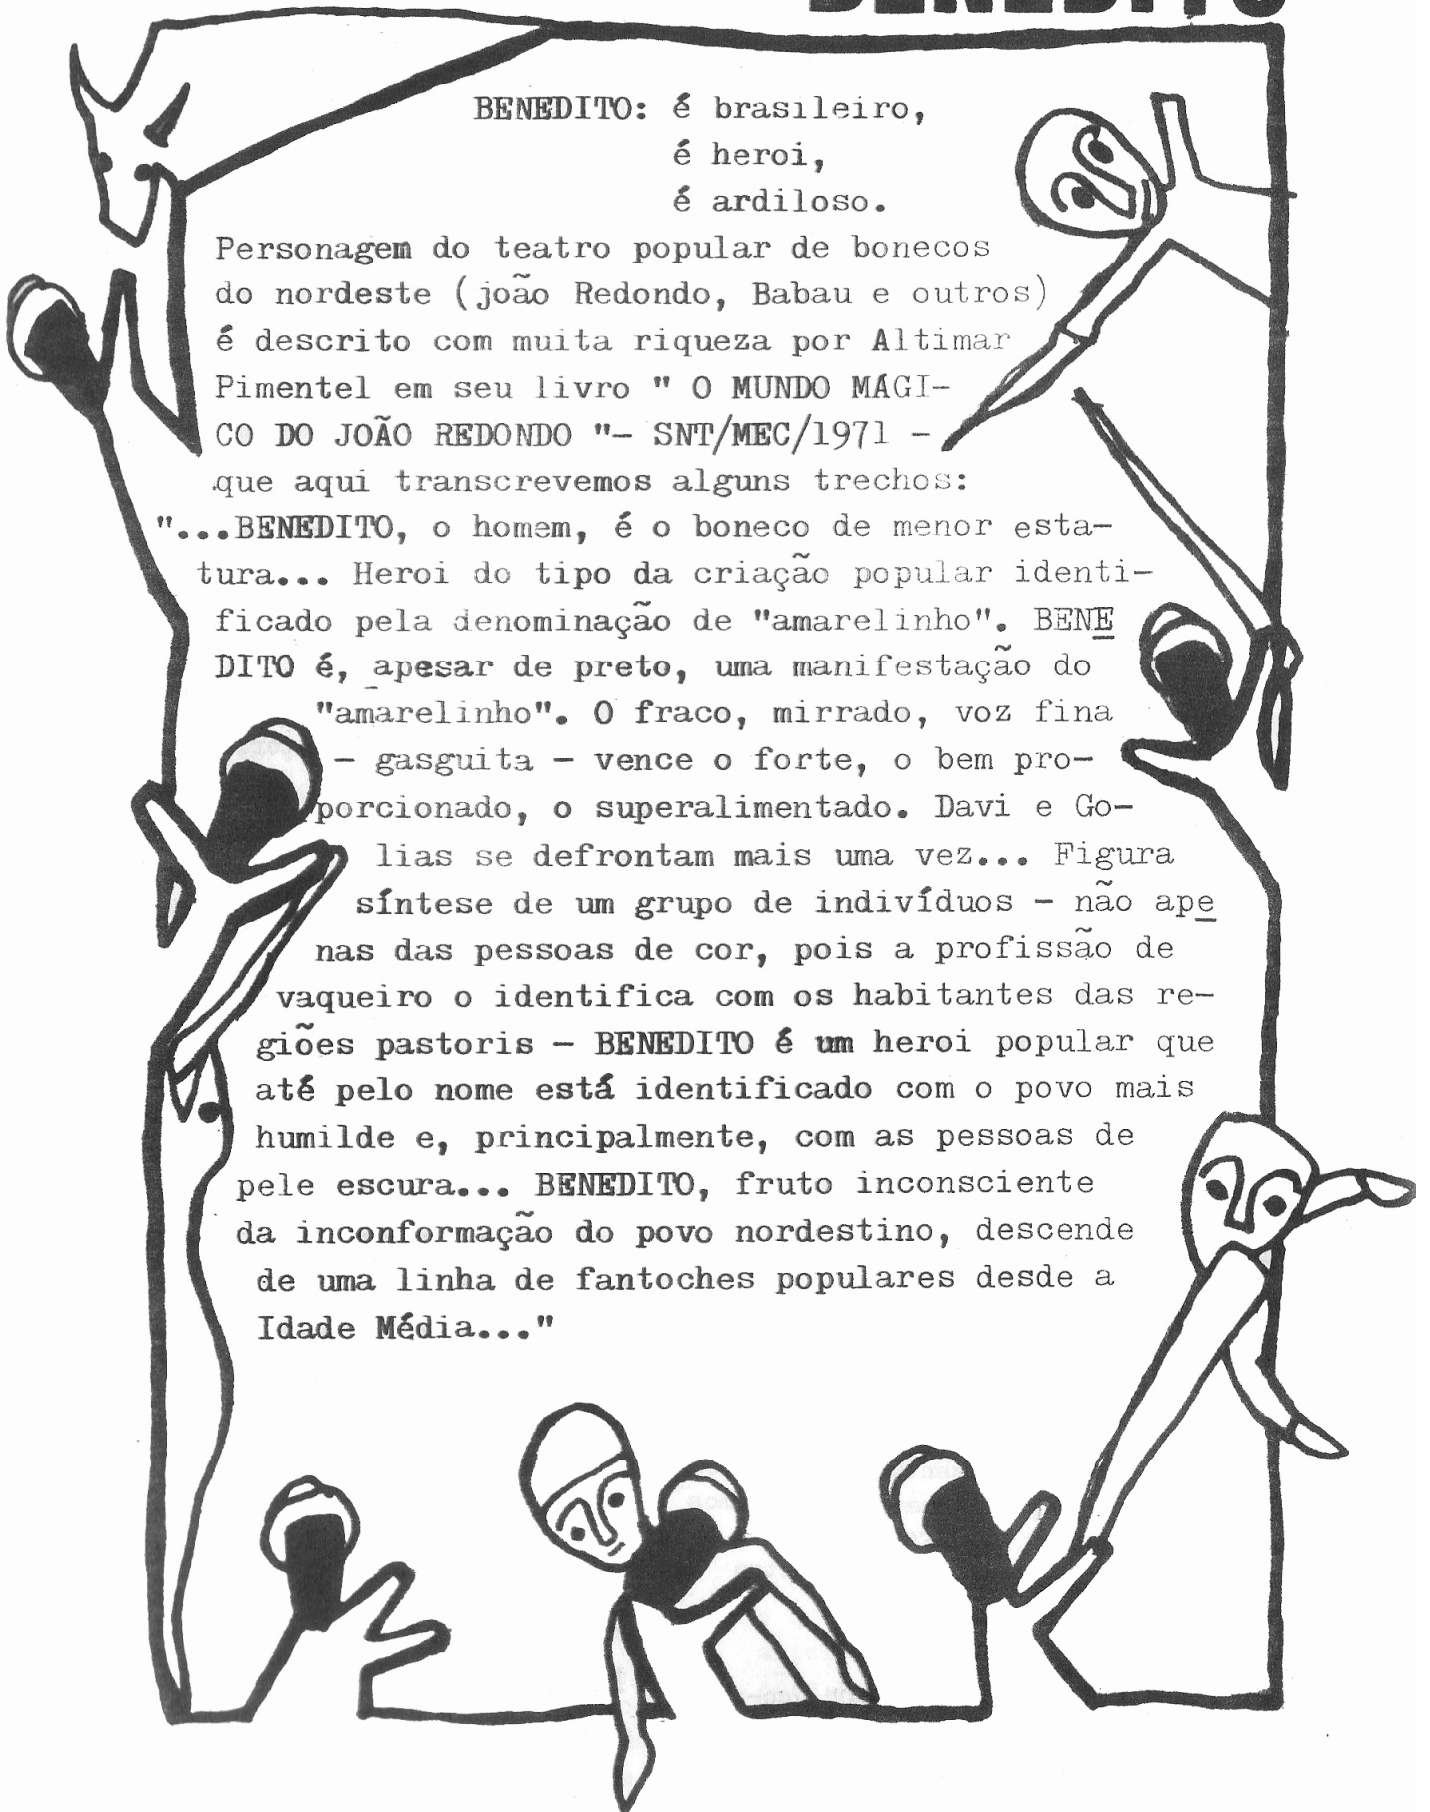 BENEDITO
BENEDITO: é brasileiro,
é heroi,
é ardiloso.
Personagem do teatro popular de bonecos
do nordeste (joão Redondo, Babau e outros)
é descrito com muita riqueza por Altimar
Pimentel em seu livro " O MUNDO MÁGI-
CO DO JOÃO REDONDO "- SNT/MEC/1971 -
que aqui transcrevemos alguns trechos:
"...BENEDITO, o homem, é o boneco de menor esta-
tura... Heroi do tipo da criação popular identi-
ficado pela denominação de "amarelinho". BENE
DITO é, apesar de preto, uma manifestação do
"amarelinho". O fraco, mirrado, voz fina
- gasguita - vence o forte, o bem pro-
porcionado, o superalimentado. Davi e Go-
lias se defrontam mais uma vez... Figura
síntese de um grupo de indivíduos - não ape
nas das pessoas de cor, pois a profissão de
vaqueiro o identifica com os habitantes das re-
giões pastoris - BENEDITO é um heroi popular que
até pelo nome está identificado com o povo mais
humilde e, principalmente, com as pessoas de
pele escura... BENEDITO, fruto inconsciente
da inconformação do povo nordestino, descende
de uma linha de fantoches populares desde a
Idade Média..."